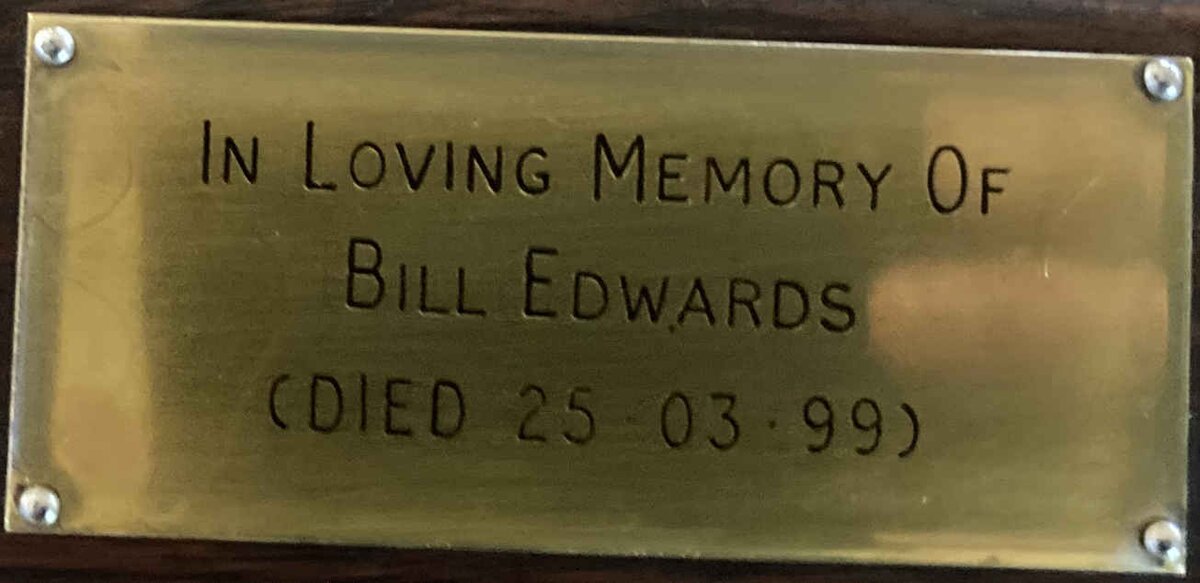 In Loving Memory Of
Bill Edwards
(DIED 25·03·99)